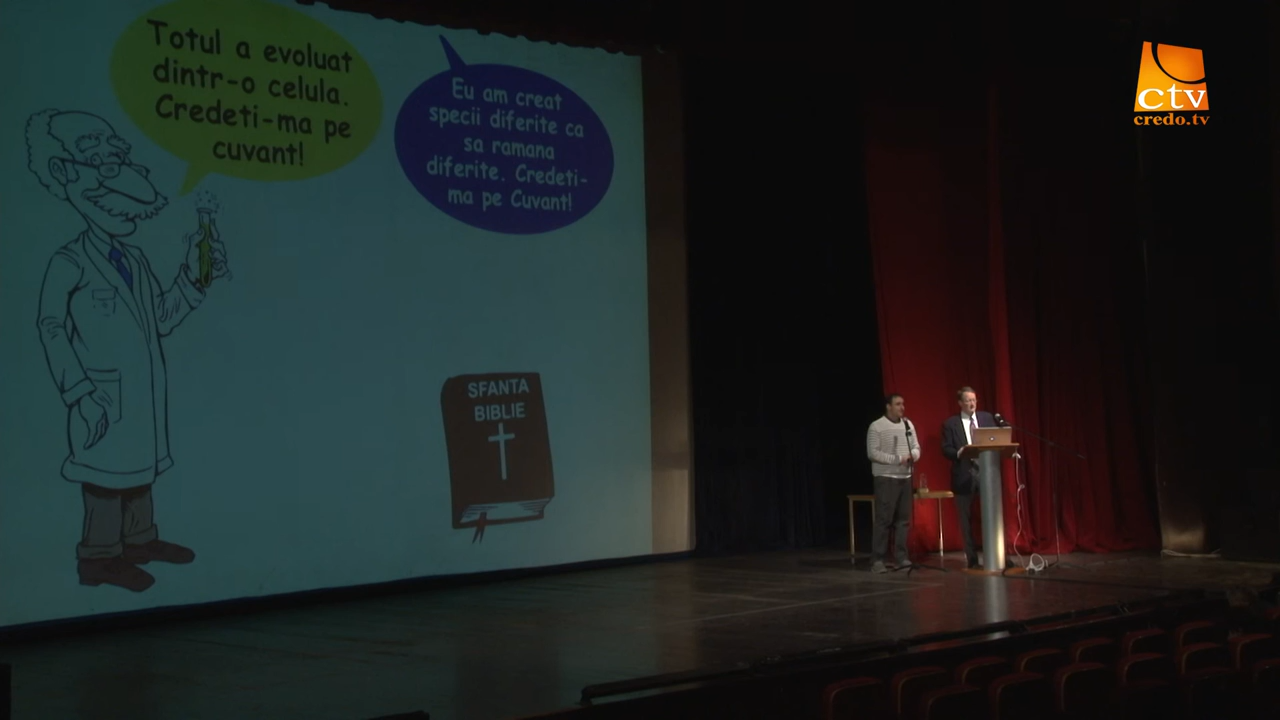 Totul a evoluat
dintr-o celula.
Credeti-ma pe
cuvant!
Eu am creat
specii diferite ca
sa ramana
diferite. Credeti-
ma pe Cuvant!
SFANTA
BIBLIE
ctv
credo.tv